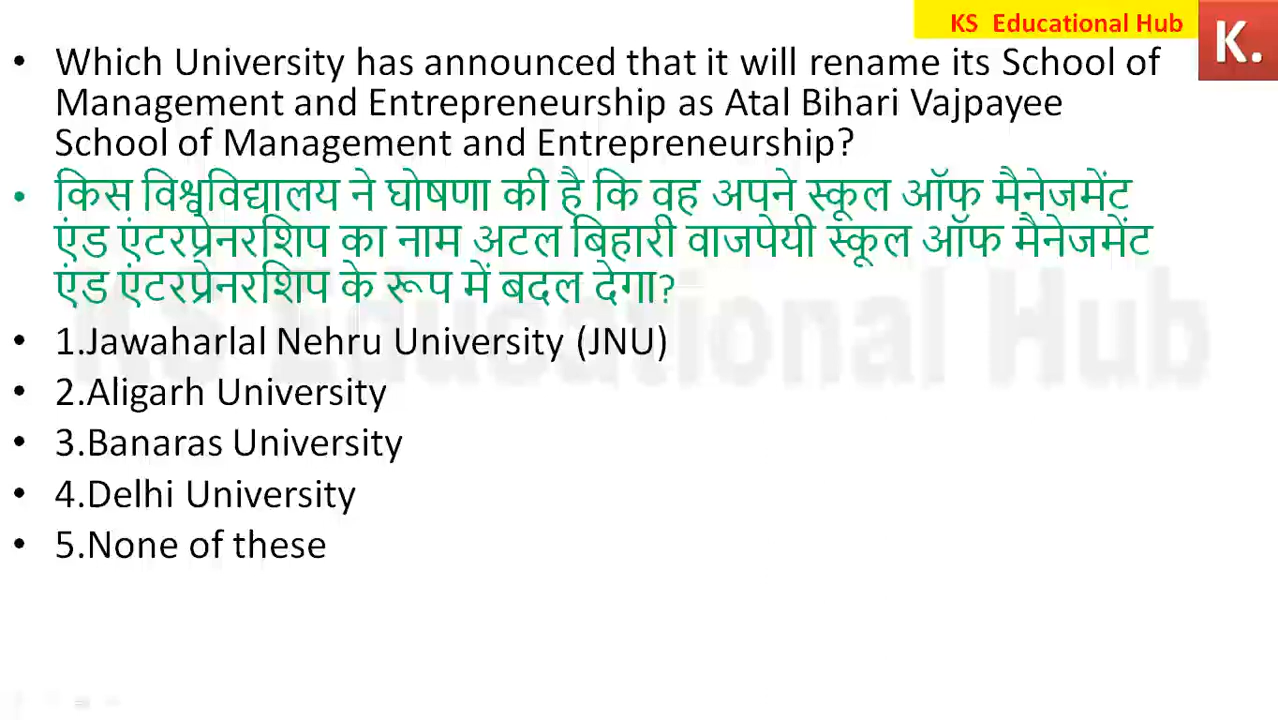 KS Educational Hub
K.
• Which University has announced that it will rename its School of
Management and Entrepreneurship as Atal Bihari Vajpayee
School of Management and Entrepreneurship?
• किस विश्वविद्यालय ने घोषणा की है कि वह अपने स्कूल ऑफ मैनेजमेंट
एंड एंटरप्रेनरशिप का नाम अटल बिहारी वाजपेयी स्कूल ऑफ मैनेजमेंट
एंड एंटरप्रेनरशिप के रूप में बदल देगा?
Ks Educational Hub
• 1.Jawaharlal Nehru University (JNU)
• 2.Aligarh University
• 3.Banaras University
• 4.Delhi University
• 5.None of these